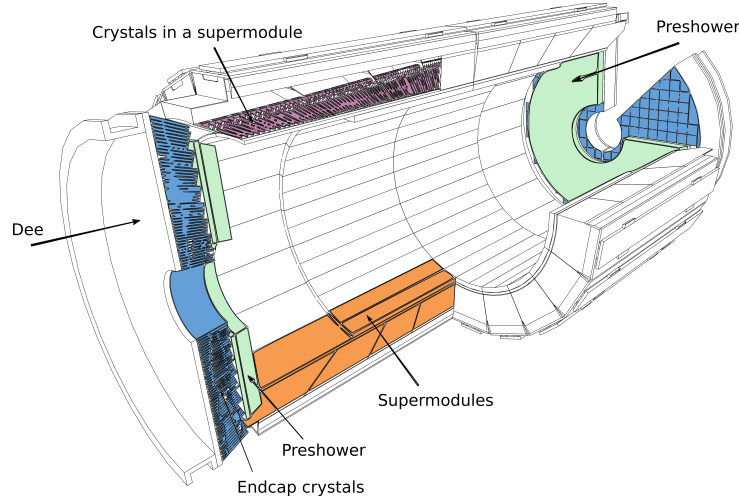 Crystals in a supermodule
Preshower
Dee
Supermodules
Preshower
Endcap crystals